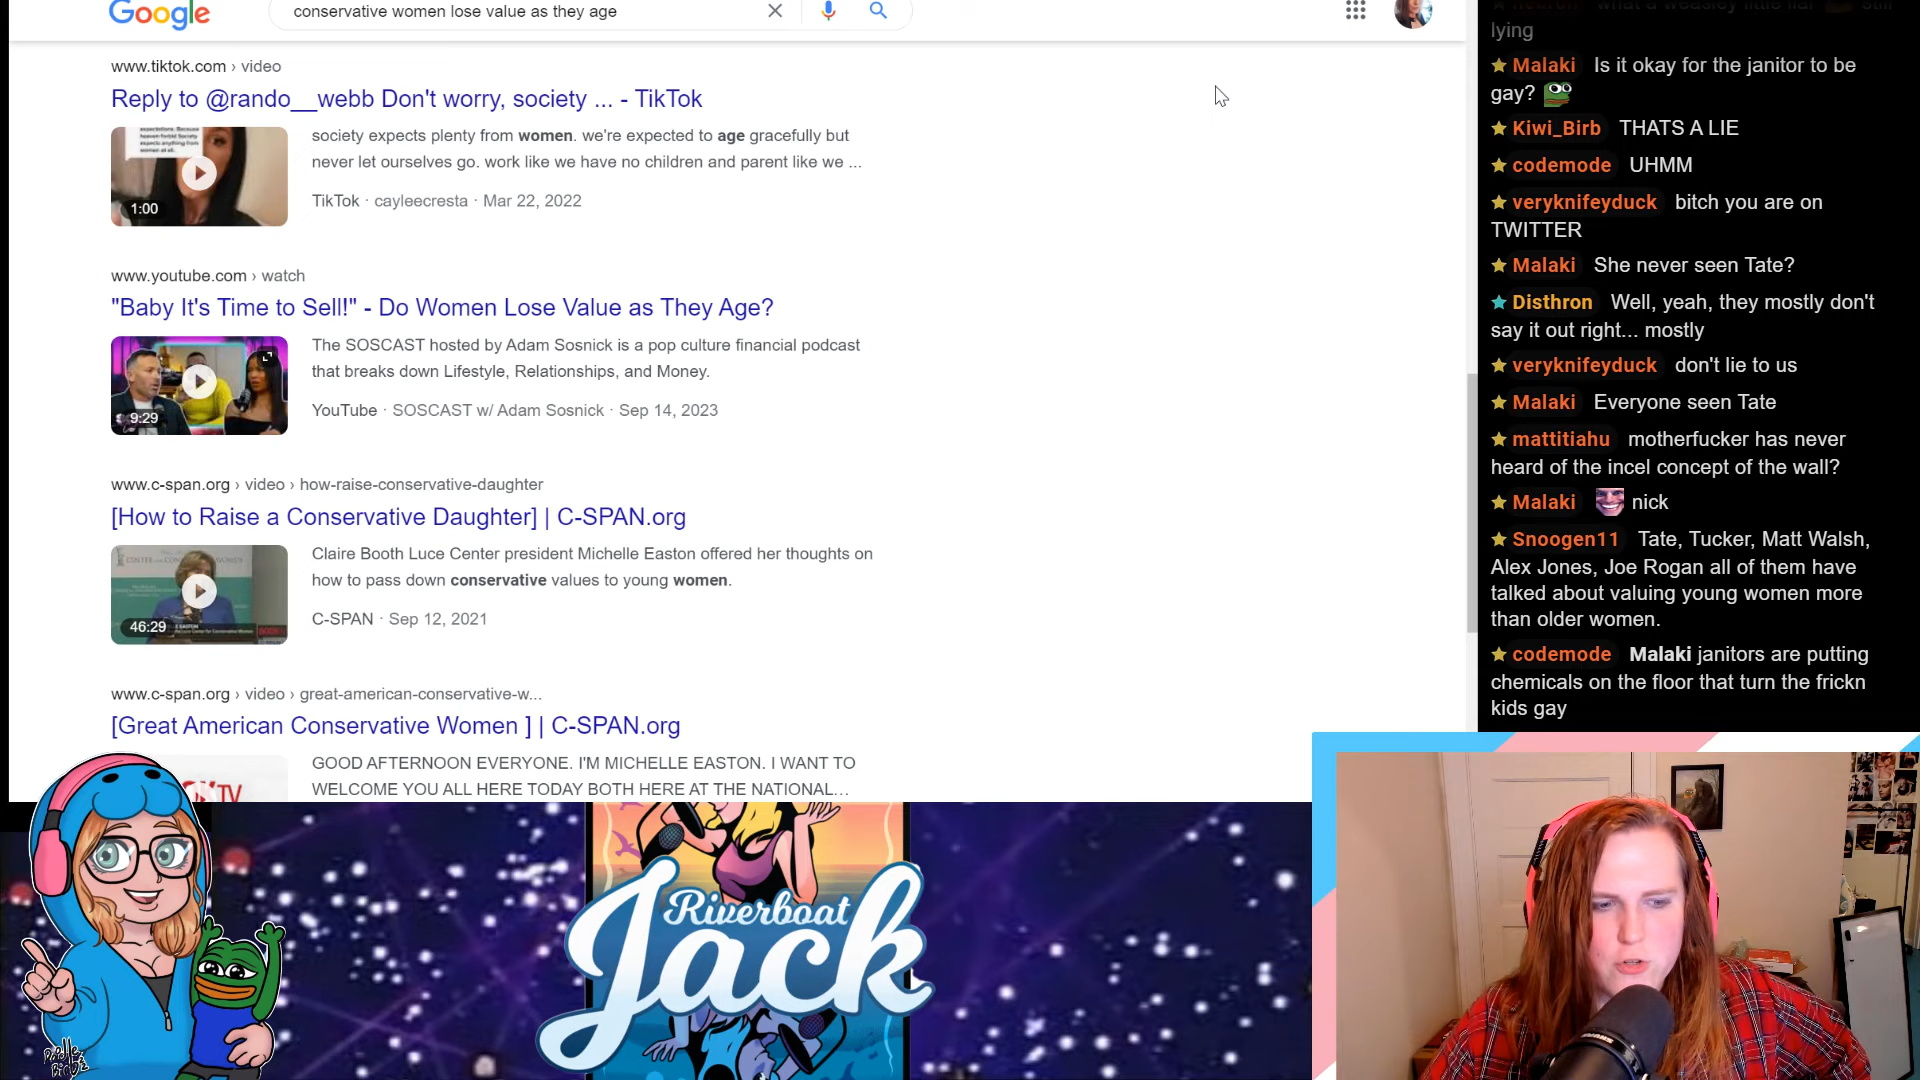 Google
conservative women lose value as they age
www.tiktok.com › video
Reply to @rando__webb Don't worry, society ... - TikTok
society expects plenty from women. we're expected to age gracefully but
never let ourselves go. work like we have no children and parent like we ...
1:00
TikTok · cayleecresta · Mar 22, 2022
www.youtube.com › watch
"Baby It's Time to Sell!" - Do Women Lose Value as They Age?
The SOSCAST hosted by Adam Sosnick is a pop culture financial podcast
that breaks down Lifestyle, Relationships, and Money.
9:29
YouTube · SOSCAST w/ Adam Sosnick · Sep 14, 2023
www.c-span.org › video › how-raise-conservative-daughter
[How to Raise a Conservative Daughter] | C-SPAN.org
Claire Booth Luce Center president Michelle Easton offered her thoughts on
how to pass down conservative values to young women.
46:29
C-SPAN · Sep 12, 2021
www.c-span.org › video › great-american-conservative-w...
[Great American Conservative Women ] | C-SPAN.org
GOOD AFTERNOON EVERYONE. I'M MICHELLE EASTON. I WANT TO
WELCOME YOU ALL HERE TODAY BOTH HERE AT THE NATIONAL...
what a weasley little liar still
lying
Malaki Is it okay for the janitor to be
gay?
Kiwi_Birb THATS A LIE
codemode UHMM
veryknifeyduck bitch you are on
TWITTER
Malaki She never seen Tate?
Disthron Well, yeah, they mostly don't
say it out right... mostly
veryknifeyduck don't lie to us
Malaki Everyone seen Tate
mattitiahu motherfucker has never
heard of the incel concept of the wall?
Malaki nick
Snoogen11 Tate, Tucker, Matt Walsh,
Alex Jones, Joe Rogan all of them have
talked about valuing young women more
than older women.
codemode Malaki janitors are putting
chemicals on the floor that turn the frickn
kids gay
Riverboat
Jack